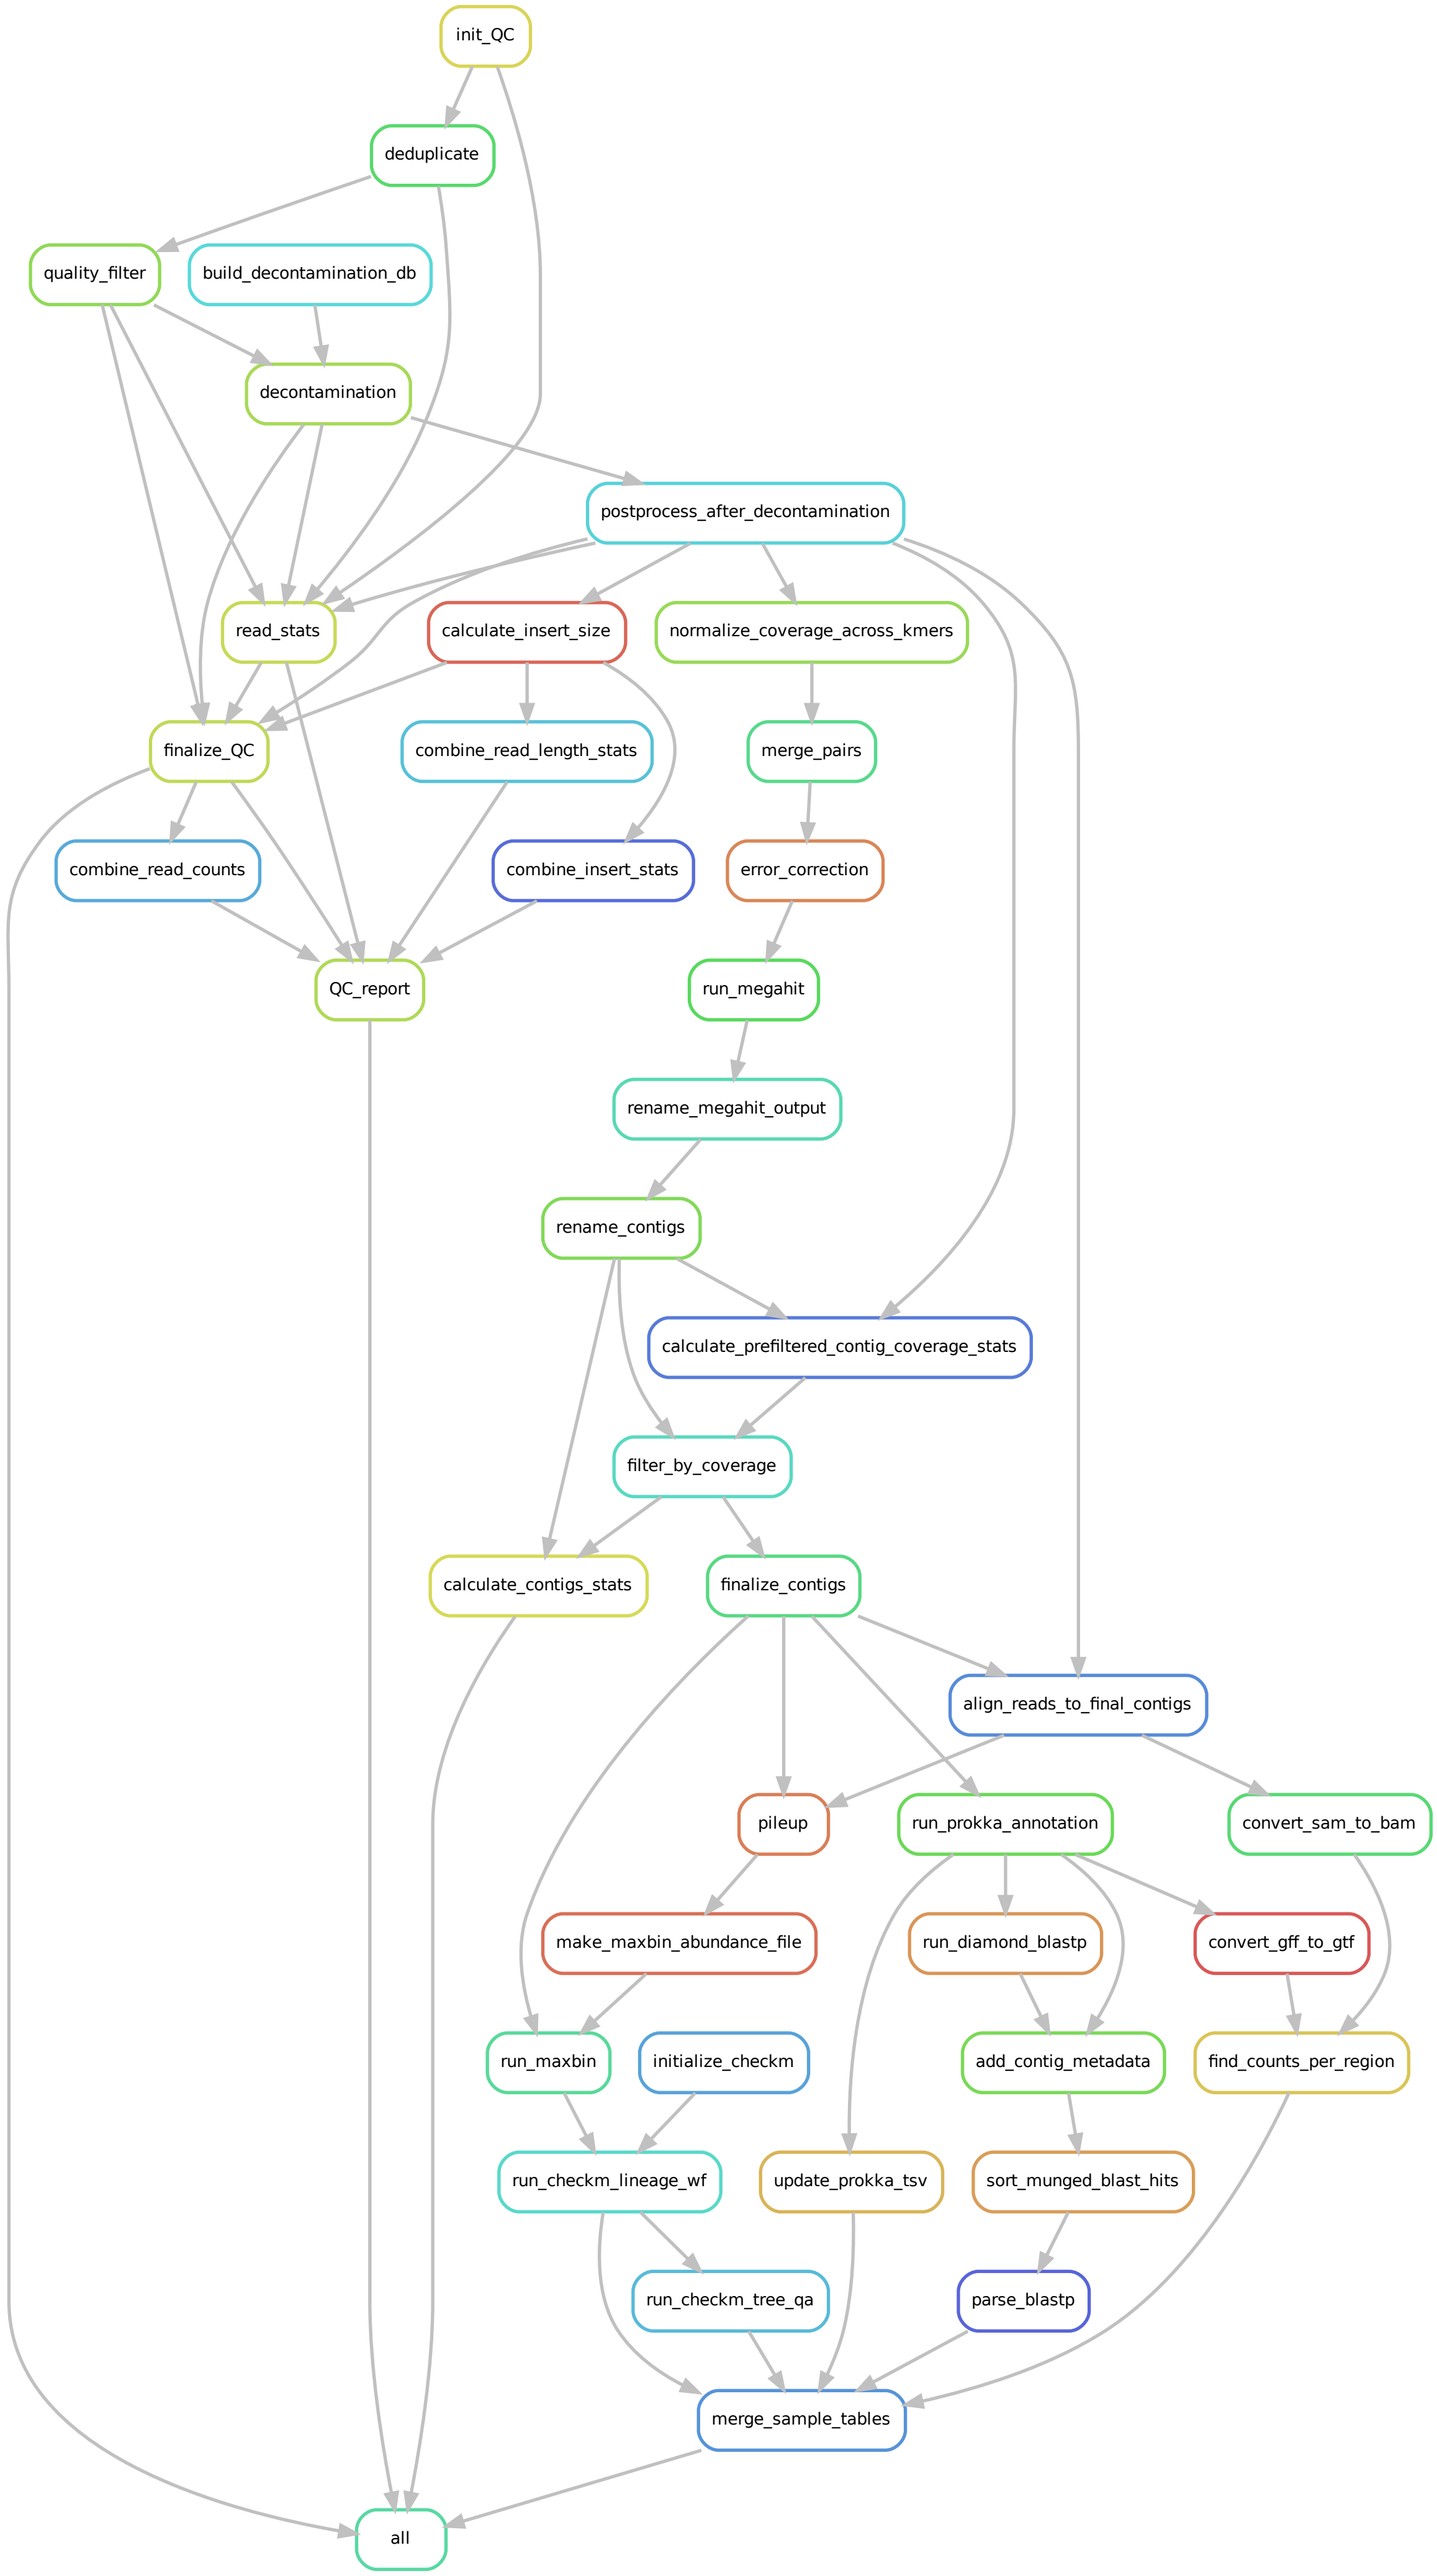 init_QC
deduplicate
quality_filter
build_decontamination_db
decontamination
postprocess_after_decontamination
read_stats
calculate_insert_size
normalize_coverage_across_kmers
finalize_QC
combine_read_length_stats
merge_pairs
combine_read_counts
combine_insert_stats
error_correction
QC_report
run_megahit
rename_megahit_output
rename_contigs
calculate_prefiltered_contig_coverage_stats
filter_by_coverage
calculate_contigs_stats
finalize_contigs
align_reads_to_final_contigs
pileup
run_prokka_annotation
convert_sam_to_bam
make_maxbin_abundance_file
run_diamond_blastp
convert_gff_to_gtf
run_maxbin
initialize_checkm
add_contig_metadata
find_counts_per_region
run_checkm_lineage_wf
update_prokka_tsv
sort_munged_blast_hits
run_checkm_tree_qa
parse_blastp
merge_sample_tables
all